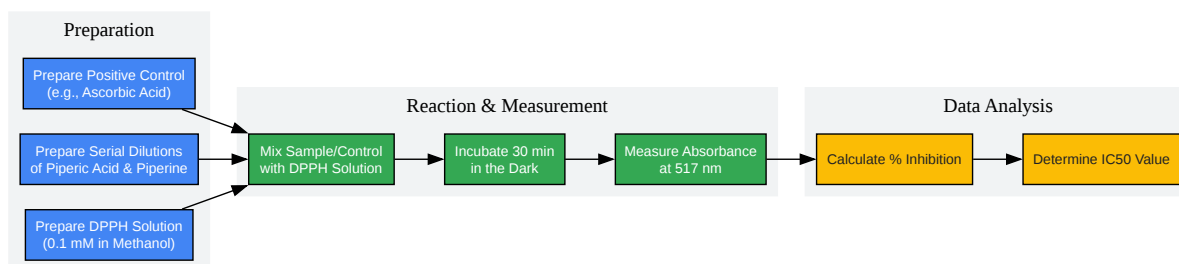 Preparation
Prepare Positive Control
(e.g., Ascorbic Acid)
Prepare Serial Dilutions
of Piperic Acid & Piperine
Prepare DPPH Solution
(0.1 mM in Methanol)
Reaction & Measurement
Mix Sample/Control
with DPPH Solution
Incubate 30 min
in the Dark
Measure Absorbance
at 517 nm
Data Analysis
Calculate % Inhibition
Determine IC50 Value